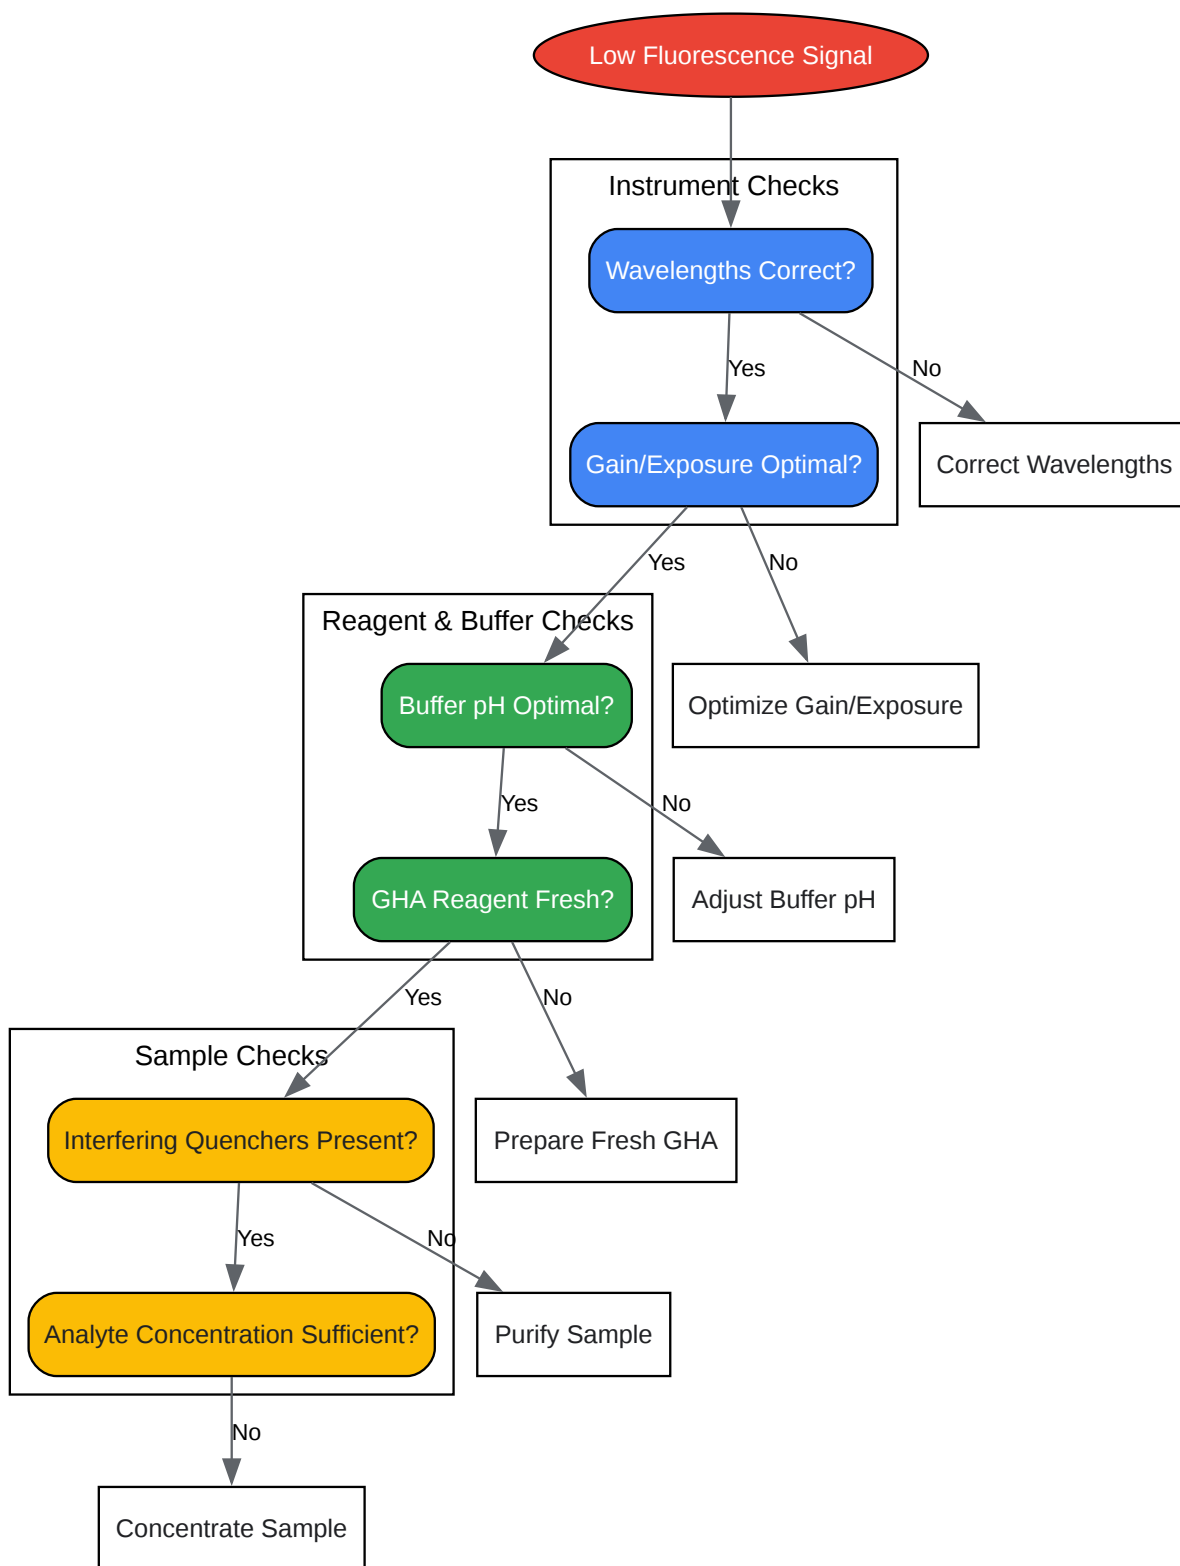 Low Fluorescence Signal
Instrument Checks
Wavelengths Correct?
Yes
No
Gain/Exposure Optimal?
Correct Wavelengths
Yes
No
Reagent & Buffer Checks
Buffer pH Optimal?
Optimize Gain/Exposure
Yes
No
GHA Reagent Fresh?
Adjust Buffer pH
Yes
No
Sample Checks
Interfering Quenchers Present?
Prepare Fresh GHA
Yes
No
Analyte Concentration Sufficient?
Purify Sample
No
Concentrate Sample